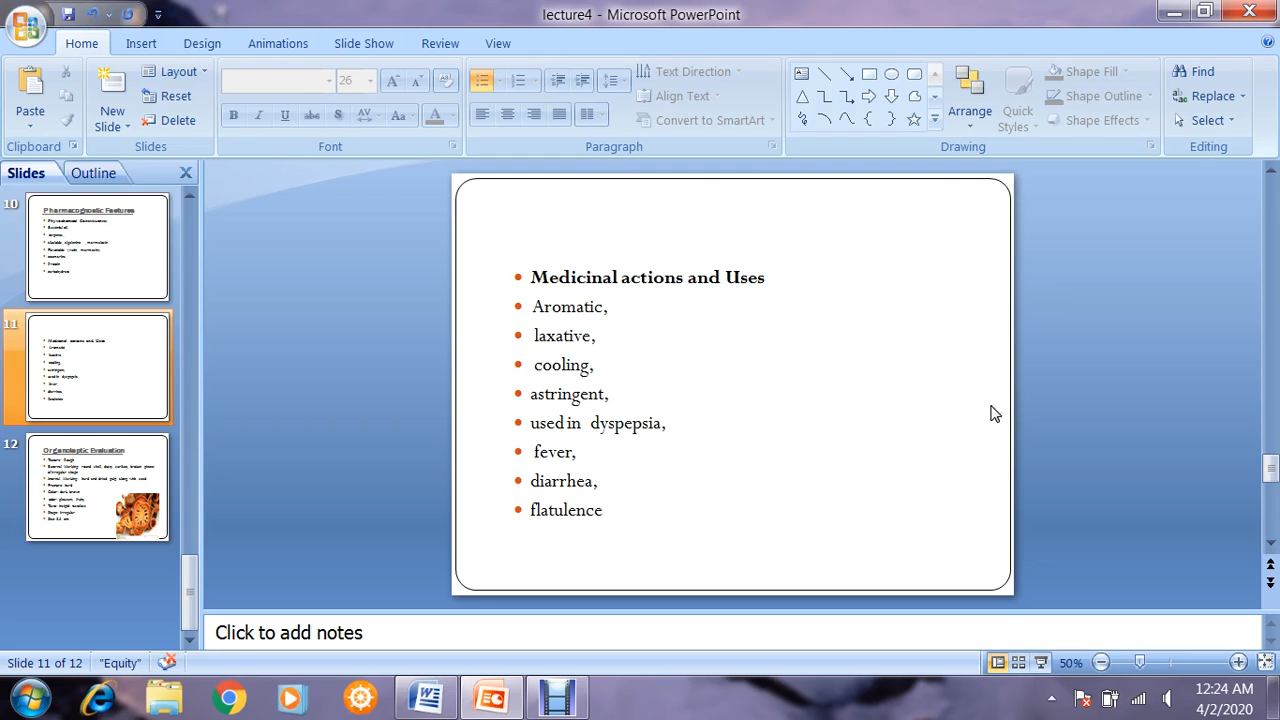 lecture4 - Microsoft PowerPoint
Home Insert Design Animations Slide Show Review View
Paste
New Slide
Layout
Reset
Delete
26
Text Direction
Align Text
Convert to SmartArt
Arrange
Quick Styles
Shape Fill
Shape Outline
Shape Effects
Find
Replace
Select
Clipboard Slides Font Paragraph Drawing Editing
Slides Outline
10
Pharmacognostic Features
11
Medicinal actions and Uses
12
Organoleptic Evaluation
Medicinal actions and Uses
Aromatic,
laxative,
cooling,
astringent,
used in dyspepsia,
fever,
diarrhea,
flatulence
Click to add notes
Slide 11 of 12 "Equity" 50%
12:24 AM
4/2/2020